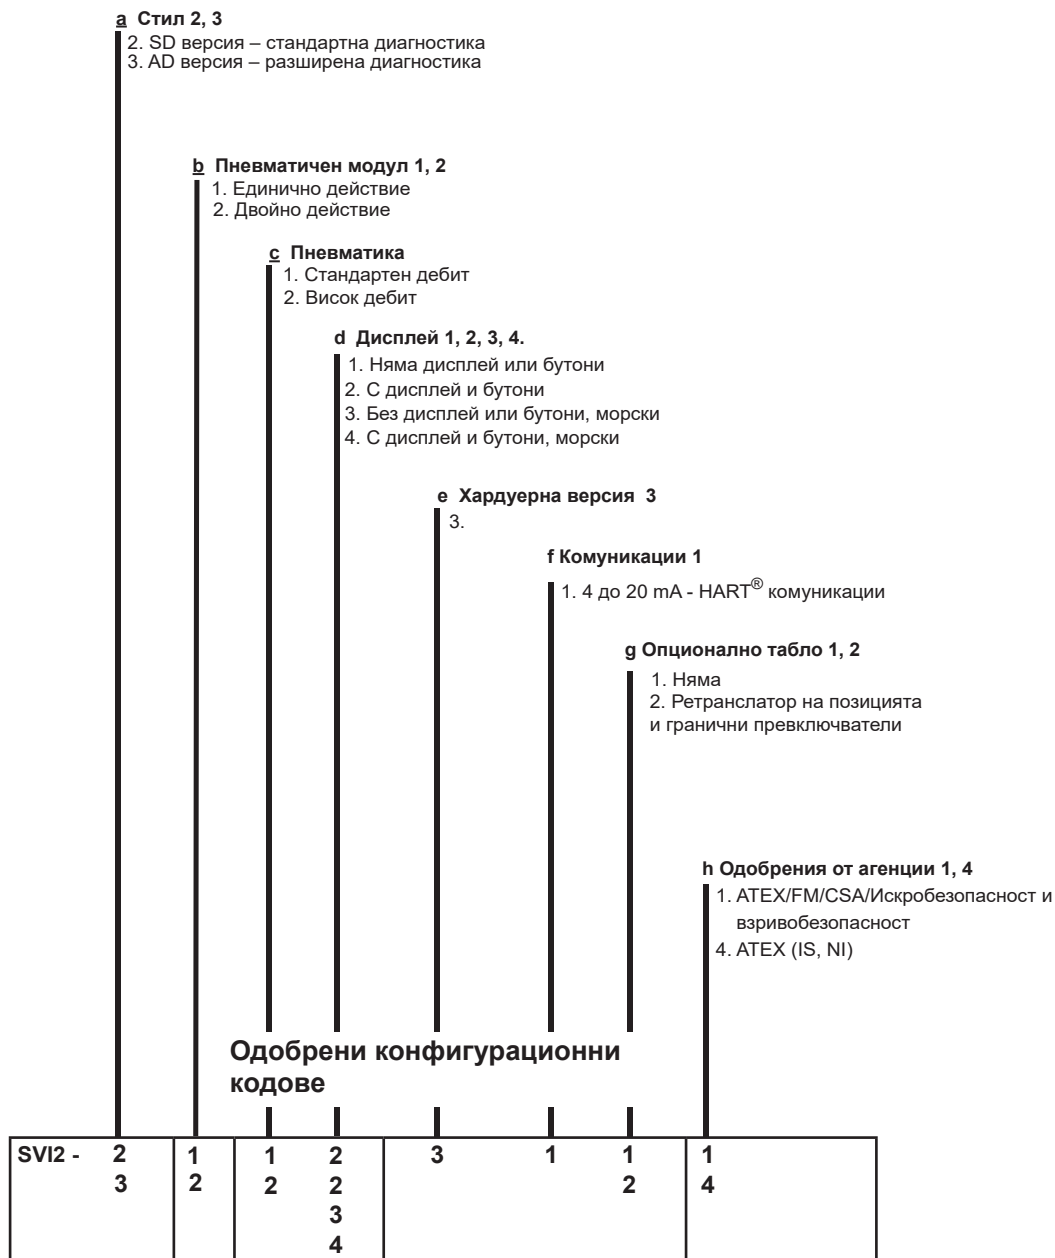 a Стил 2, 3
2. SD версия – стандартна диагностика
3. AD версия – разширена диагностика
b Пневматичен модул 1, 2
1. Единично действие
2. Двойно действие
c Пневматика
1. Стандартен дебит
2. Висок дебит
d Дисплей 1, 2, 3, 4.
1. Няма дисплей или бутони
2. С дисплей и бутони
3. Без дисплей или бутони, морски
4. С дисплей и бутони, морски
e Хардуерна версия 3
3.
f Комуникации 1
1. 4 до 20 mA - HART® комуникации
g Опционално табло 1, 2
1. Няма
2. Ретранслатор на позицията
и гранични превключватели
h Одобрения от агенции 1, 4
1. ATEX/FM/CSA/Искробезопасност и
взривобезопасност
4. ATEX (IS, NI)
Одобрени конфигурационни
кодове
SVI2 - 2 1 1 2 3 1 1 1
3 2 2 2 2 4
3
4